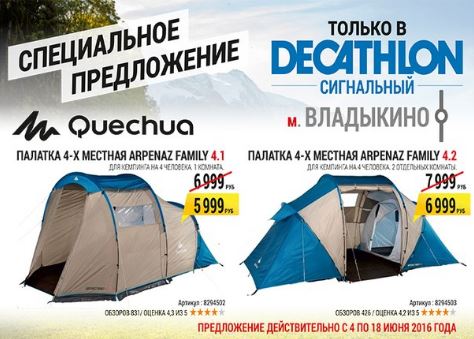 СПЕЦИАЛЬНОЕ
ПРЕДЛОЖЕНИЕ
ТОЛЬКО В
DECATHLON
СИГНАЛЬНЫЙ
м. ВЛАДЫКИНО
Quechua
ПАЛАТКА 4-Х МЕСТНАЯ ARPENAZ FAMILY 4.1
ДЛЯ КЕМПИНГА НА 4 ЧЕЛОВЕКА. 1 КОМНАТА.
6 999 РУБ
5 999 РУБ
Артикул : 8294502
ОБЗОРОВ 831/ ОЦЕНКА 4,3 ИЗ 5
ПАЛАТКА 4-Х МЕСТНАЯ ARPENAZ FAMILY 4.2
ДЛЯ КЕМПИНГА НА 4 ЧЕЛОВЕКА. 2 ОТДЕЛЬНЫХ КОМНАТЫ.
7 999 РУБ
6 999 РУБ
Артикул : 8294503
ОБЗОРОВ 426 / ОЦЕНКА 4,2 ИЗ 5
ПРЕДЛОЖЕНИЕ ДЕЙСТВИТЕЛЬНО С 4 ПО 18 ИЮНЯ 2016 ГОДА